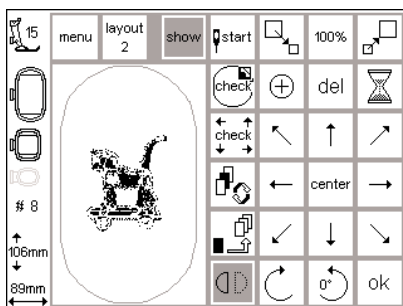 15
menu
layout
2
show
start
100%
check
del
check
center
# 8
106mm
89mm
0°
ok